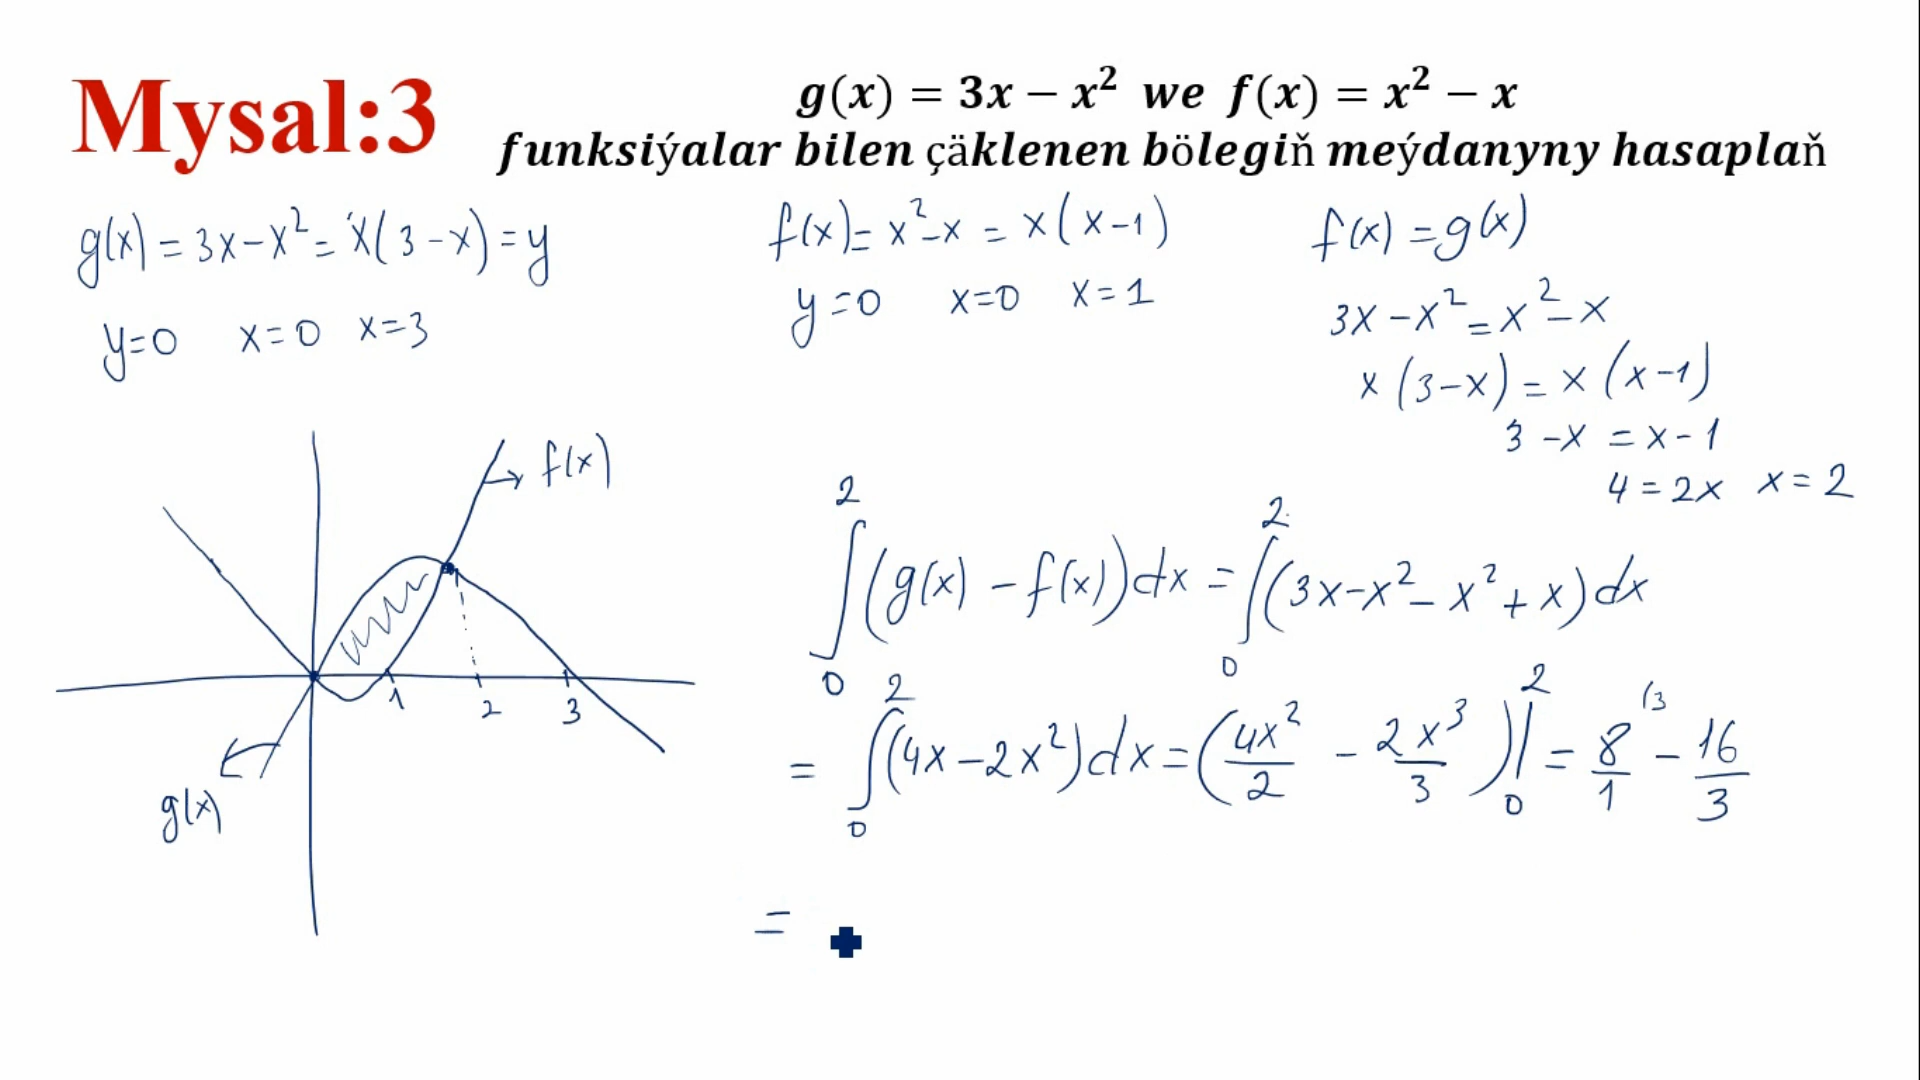 Mysal:3
g(x) = 3x − x² we f(x) = x² − x
funksiýalar bilen çäklenen bölegiň meýdanyny hasaplaň
g(x) = 3x − x² = x(3 − x) = y
y=0 x=0 x=3
f(x) = x² − x = x(x − 1)
y=0 x=0 x=1
f(x) = g(x)
3x − x² = x² − x
x(3−x) = x(x−1)
3 − x = x − 1
4 = 2x x = 2
f(x)
1 2 3
g(x)
∫₀² (g(x) − f(x))dx = ∫₀² (3x − x² − x² + x)dx
= ∫₀² (4x − 2x²)dx = (4x²/2 − 2x³/3)|₀² = 8/1 (3 − 16/3
=